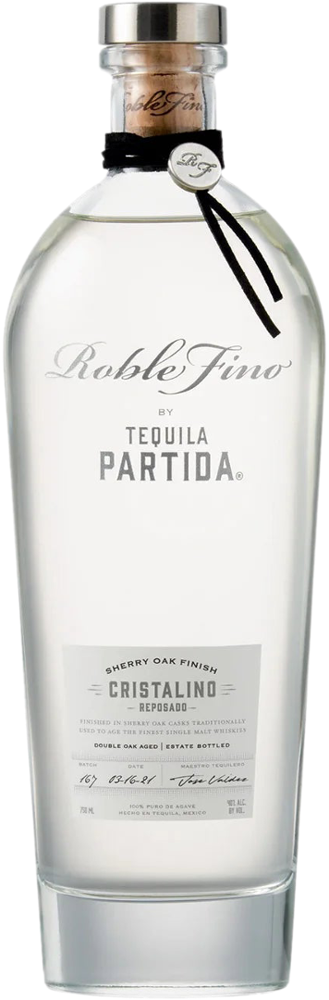 Roble Fino
RF
Roble Fino
BY
TEQUILA
PARTIDA®
SHERRY OAK FINISH
CRISTALINO
REPOSADO
FINISHED IN SHERRY OAK CASKS TRADITIONALLY
USED TO AGE THE FINEST SINGLE MALT WHISKIES
DOUBLE OAK AGED | ESTATE BOTTLED
BATCH DATE MAESTRO TEQUILERO
167 03-16-21 Jose Valdez
750 ML 100% PURO DE AGAVE 40% ALC.
HECHO EN TEQUILA, MEXICO BY VOL.